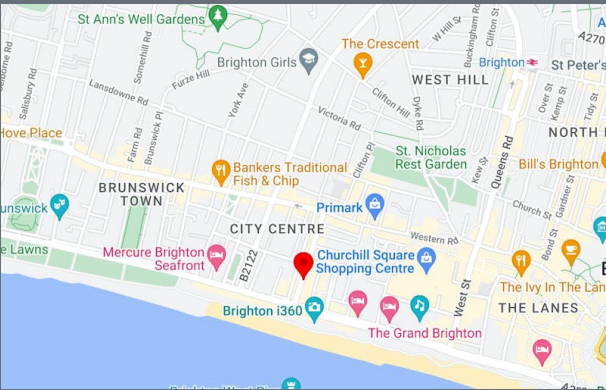 St Ann's Well Gardens
W Hill St
Buckingham Rd
Clifton St
A270
The Crescent
Brighton Girls
Brighton
St Peter's
WEST HILL
Salisbury Rd
Somerhill Rd
Furze Hill
Lansdowne Rd
York Ave
Clifton Hill
Dyke Rd
Over St
Kemp St
Tidy St
Victoria Rd
Hove Place
Farm Rd
Brunswick Pl
Clifton Pl
St. Nicholas
Rest Garden
Kew St
Queens Rd
NORTH
Bankers Traditional
Fish & Chip
Bill's Brighton
BRUNSWICK
TOWN
Gardner St
Primark
Church St
unswick
CITY CENTRE
Western Rd
Bond St
e Lawns
Mercure Brighton
Seafront
B2122
Churchill Square
Shopping Centre
West St
The Ivy In The Lan
Brighton i360
THE LANES
The Grand Brighton